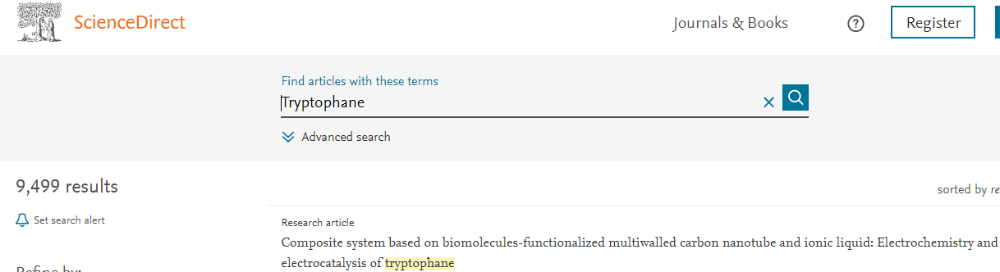 ScienceDirect
Journals & Books
?
Register
Find articles with these terms
Tryptophane
Advanced search
9,499 results
sorted by re
Set search alert
Research article
Composite system based on biomolecules-functionalized multiwalled carbon nanotube and ionic liquid: Electrochemistry and
electrocatalysis of tryptophane
Refine by: